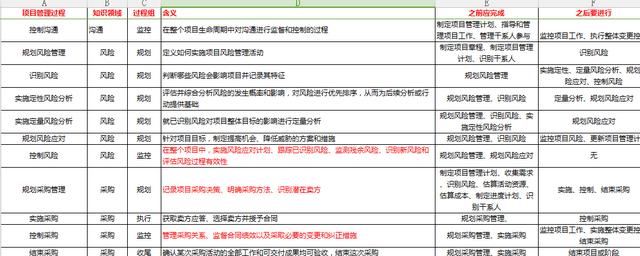 A B C D E F
项目管理过程 知识领域 过程组 含义 之前应完成 之后要进行
控制沟通 沟通 监控 在整个项目生命周期中对沟通进行监督和控制的过程 制定项目管理计划、指导和管理项目工作、管理干系人参与 监控项目工作、执行整体变更控
规划风险管理 风险 规划 定义如何实施项目风险管理活动 制定项目章程、制定项目管理计划、识别干系人 识别风险
识别风险 风险 规划 判断哪些风险会影响项目并记录其特征 规划风险管理 实施定性、定量风险分析、规划风险应对、控制风险
实施定性风险分析 风险 规划 评估并综合分析风险的发生概率和影响,对风险进行优先排序,从而为后续分析或行动提供基础 规划风险管理、识别风险 定量分析、规划风险应对
实施定量风险分析 风险 规划 就已识别风险对项目整体目标的影响进行定量分析 规划风险管理、识别风险、实施定性风险分析 规划风险应对
规划风险应对 风险 规划 针对项目目标,制定提高机会、降低威胁的方案和措施 规划风险管理、识别风险 监控项目风险、更新项目管理计
控制风险 风险 监控 在整个项目中,实施风险应对计划、跟踪已识别风险、监测残余风险、识别新风险和评估风险过程有效性 规划风险管理、规划风险应对 无
规划采购管理 采购 规划 记录项目采购决策、明确采购方法、识别潜在卖方 制定项目管理计划、收集需求、识别风险、估算活动资源、估算成本、制定进度计划、识别干系人 实施、控制、结束采购
实施采购 采购 执行 获取卖方应答、选择卖方并授予合同 规划采购管理、 控制采购
控制采购 采购 监控 管理采购关系、监督合同绩效以及采取必要的变更和纠正措施 规划采购管理、实施采购 监控项目工作、实施整体变更控 结束采购
结束采购 采购 收尾 确认某次采购活动的全部工作和可交付成果均可验收,结束这次采购 规划采购管理、实施采购 结束项目或阶段